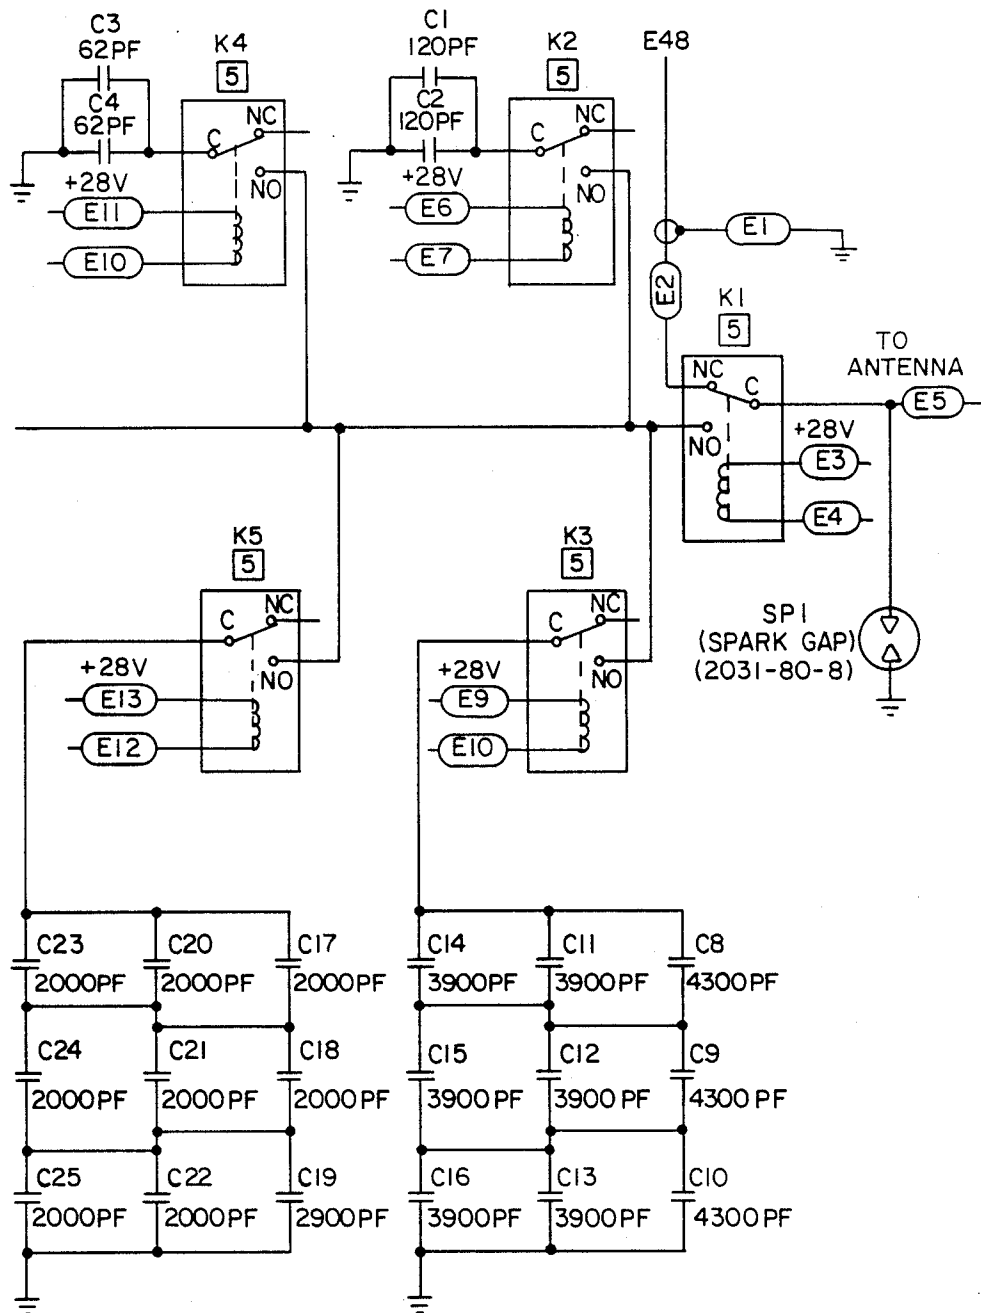 C3
62PF
C4
62PF
K4
5
C
NC
NO
+28V
E11
E10
C1
120PF
C2
120PF
K2
5
C
NC
NO
+28V
E6
E7
E48
E1
E2
K1
5
NC
C
NO
TO
ANTENNA
E5
+28V
E3
E4
SP1
(SPARK GAP)
(2031-80-8)
K5
5
C
NC
NO
+28V
E13
E12
K3
5
C
NC
NO
+28V
E9
E10
C23
2000PF
C20
2000PF
C17
2000PF
C14
3900PF
C11
3900PF
C8
4300PF
C24
2000PF
C21
2000PF
C18
2000PF
C15
3900PF
C12
3900PF
C9
4300PF
C25
2000PF
C22
2000PF
C19
2900PF
C16
3900PF
C13
3900PF
C10
4300PF